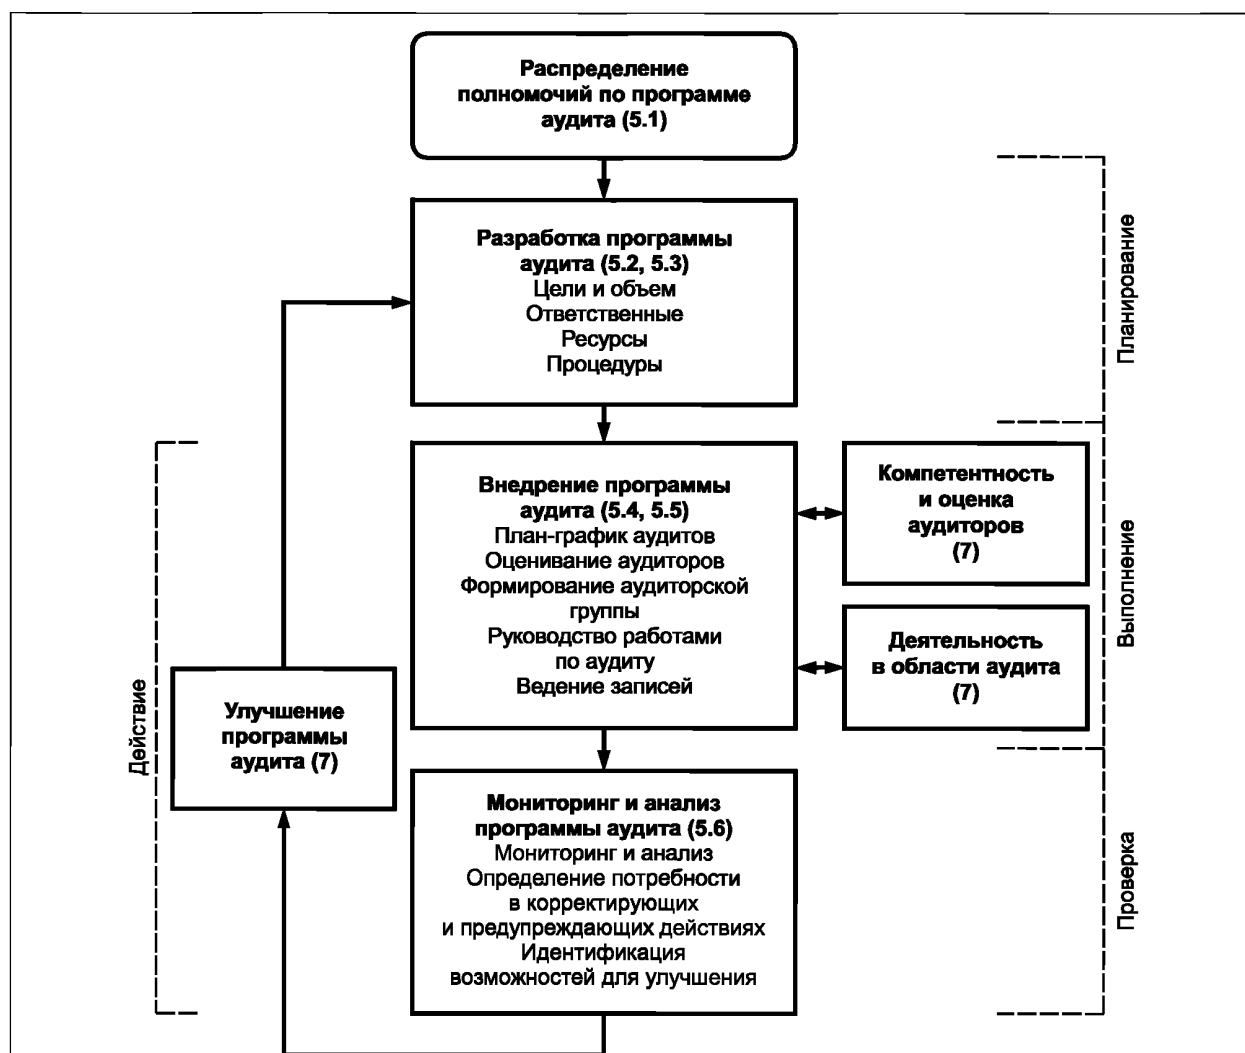 Распределение
полномочий по программе
аудита (5.1)
Разработка программы
аудита (5.2, 5.3)
Цели и объем
Ответственные
Ресурсы
Процедуры
Планирование
Внедрение программы
аудита (5.4, 5.5)
План-график аудитов
Оценивание аудиторов
Формирование аудиторской
группы
Руководство работами
по аудиту
Ведение записей
Компетентность
и оценка
аудиторов
(7)
Деятельность
в области аудита
(7)
Выполнение
Действие
Улучшение
программы
аудита (7)
Мониторинг и анализ
программы аудита (5.6)
Мониторинг и анализ
Определение потребности
в корректирующих
и предупреждающих действиях
Идентификация
возможностей для улучшения
Проверка